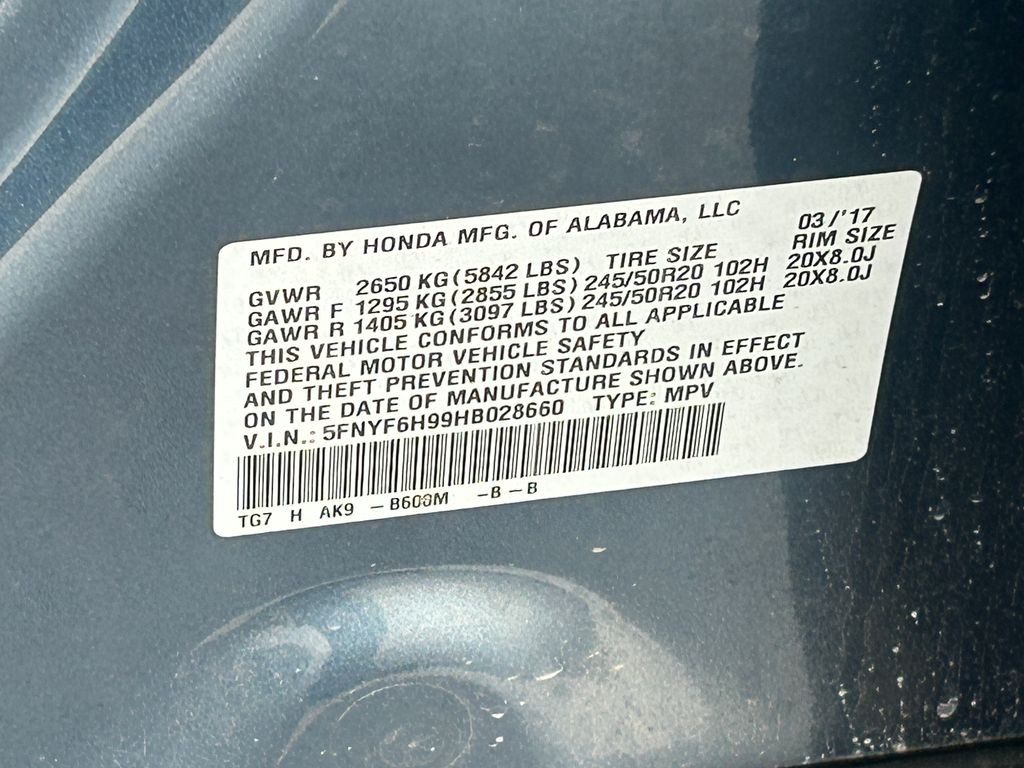 MFD. BY HONDA MFG. OF ALABAMA, LLC 03/'17
GVWR 2650 KG (5842 LBS) TIRE SIZE RIM SIZE
GAWR F 1295 KG (2855 LBS) 245/50R20 102H 20X8.0J
GAWR R 1405 KG (3097 LBS) 245/50R20 102H 20X8.0J
THIS VEHICLE CONFORMS TO ALL APPLICABLE
FEDERAL MOTOR VEHICLE SAFETY
AND THEFT PREVENTION STANDARDS IN EFFECT
ON THE DATE OF MANUFACTURE SHOWN ABOVE.
V.I.N.: 5FNYF6H99HB028660 TYPE: MPV
TG7 H AK9 -B600M -B-B